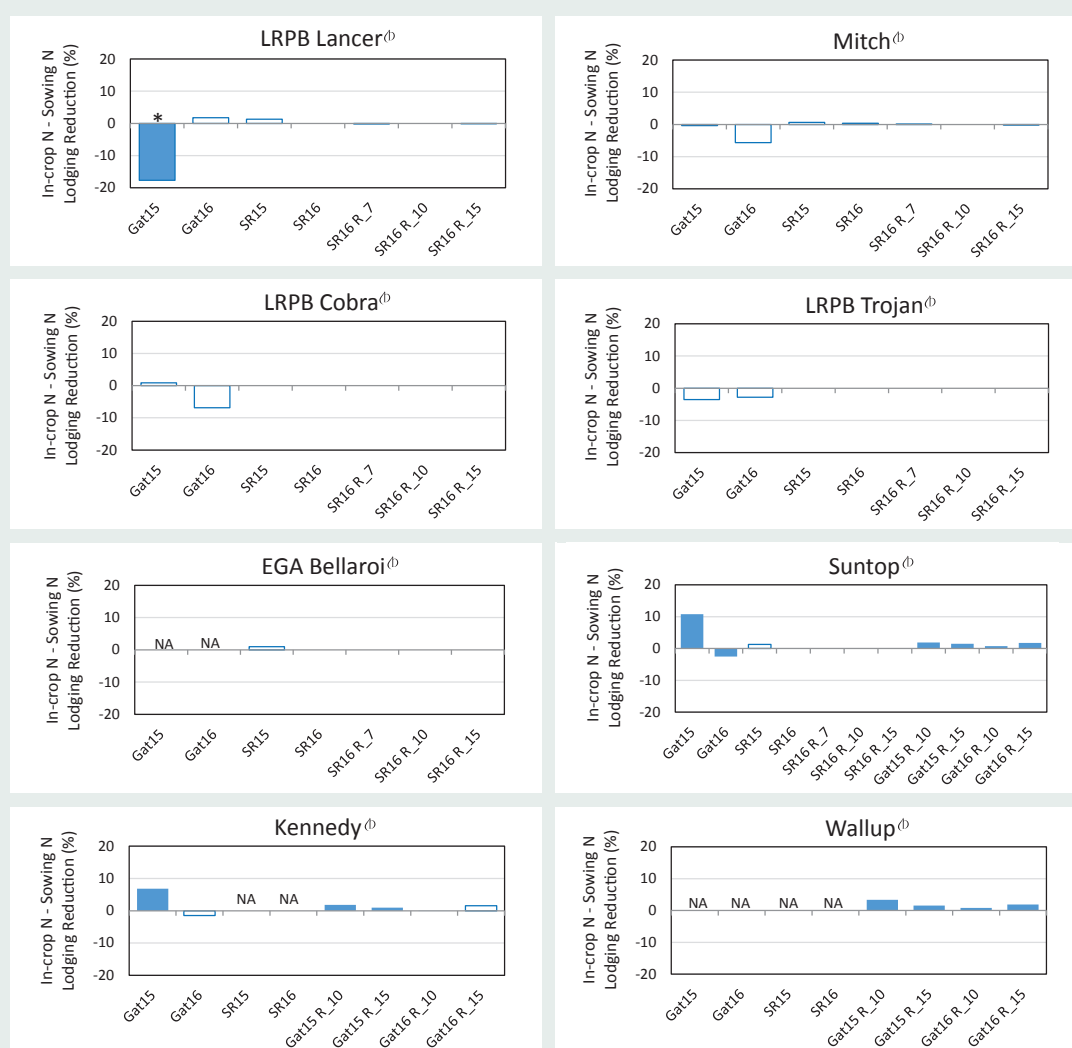 LRPB Lancer
In-crop N - Sowing N
Lodging Reduction (%)
20
10
0
-10
-20
*
Gat15
Gat16
SR15
SR16
SR16 R_7
SR16 R_10
SR16 R_15
Mitch
In-crop N - Sowing N
Lodging Reduction (%)
20
10
0
-10
-20
Gat15
Gat16
SR15
SR16
SR16 R_7
SR16 R_10
SR16 R_15
LRPB Cobra
In-crop N - Sowing N
Lodging Reduction (%)
20
10
0
-10
-20
Gat15
Gat16
SR15
SR16
SR16 R_7
SR16 R_10
SR16 R_15
LRPB Trojan
In-crop N - Sowing N
Lodging Reduction (%)
20
10
0
-10
-20
Gat15
Gat16
SR15
SR16
SR16 R_7
SR16 R_10
SR16 R_15
EGA Bellaroi
In-crop N - Sowing N
Lodging Reduction (%)
20
10
0
-10
-20
NA NA
Gat15
Gat16
SR15
SR16
SR16 R_7
SR16 R_10
SR16 R_15
Suntop
In-crop N - Sowing N
Lodging Reduction (%)
20
10
0
-10
-20
Gat15
Gat16
SR15
SR16
SR16 R_7
SR16 R_10
SR16 R_15
Gat15 R_10
Gat15 R_15
Gat16 R_10
Gat16 R_15
Kennedy
In-crop N - Sowing N
Lodging Reduction (%)
20
10
0
-10
-20
NA NA
Gat15
Gat16
SR15
SR16
Gat15 R_10
Gat15 R_15
Gat16 R_10
Gat16 R_15
Wallup
In-crop N - Sowing N
Lodging Reduction (%)
20
10
0
-10
-20
NA NA NA NA
Gat15
Gat16
SR15
SR16
Gat15 R_10
Gat15 R_15
Gat16 R_10
Gat16 R_15